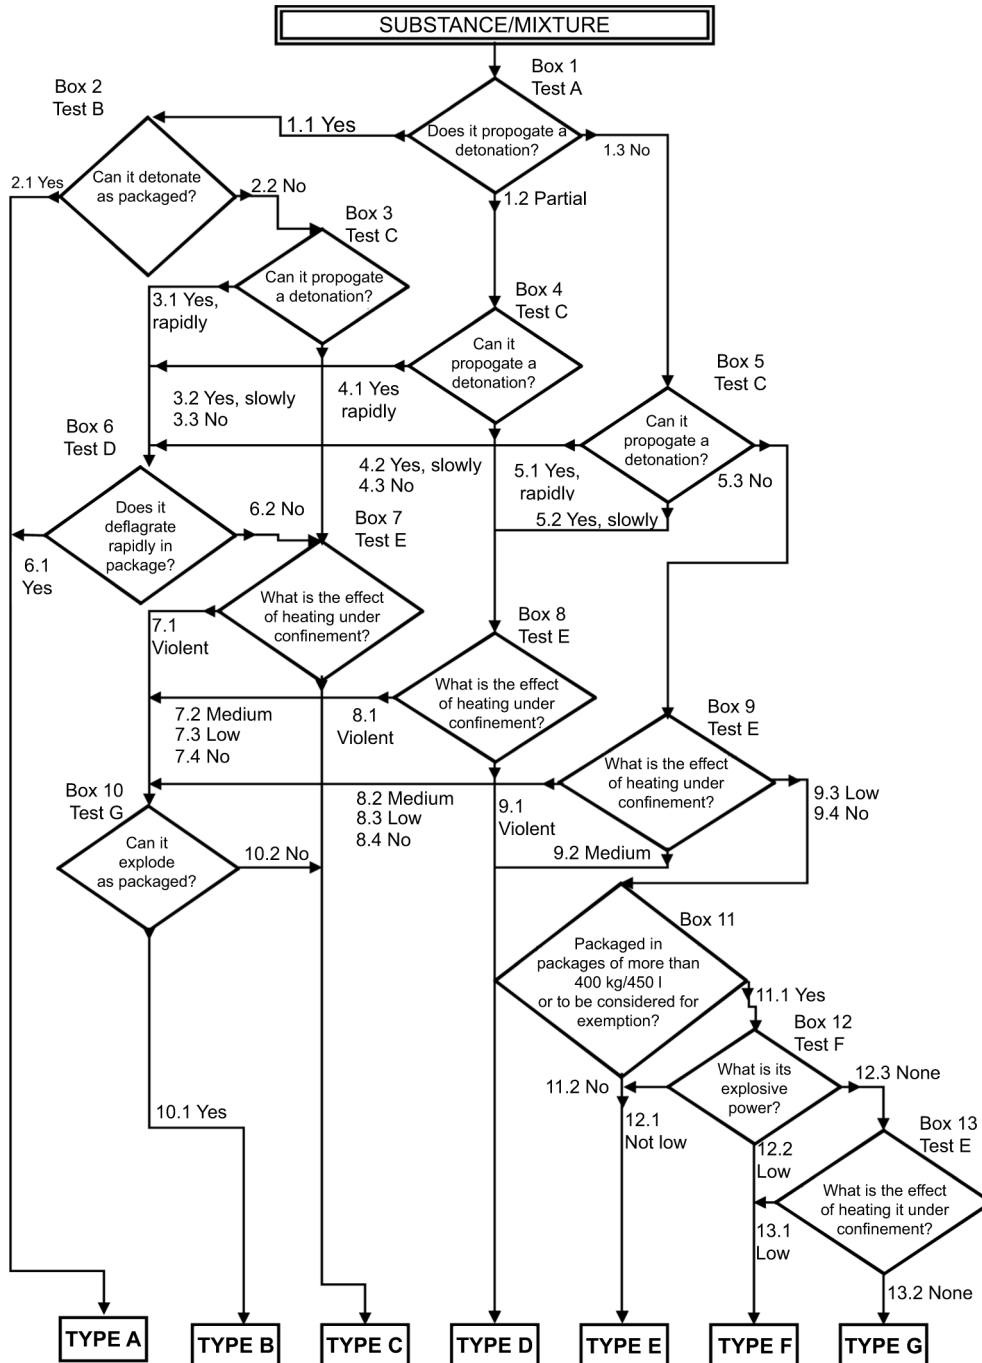 SUBSTANCE/MIXTURE
Box 1
Test A
Does it propogate a
detonation?
1.1 Yes
1.2 Partial
1.3 No
Box 2
Test B
Can it detonate
as packaged?
2.1 Yes
2.2 No
Box 3
Test C
Can it propogate
a detonation?
3.1 Yes,
rapidly
3.2 Yes, slowly
3.3 No
Box 4
Test C
Can it
propogate a
detonation?
4.1 Yes
rapidly
4.2 Yes, slowly
4.3 No
Box 5
Test C
Can it
propogate a
detonation?
5.1 Yes,
rapidly
5.2 Yes, slowly
5.3 No
Box 6
Test D
Does it
deflagrate
rapidly in
package?
6.1
Yes
6.2 No
Box 7
Test E
What is the effect
of heating under
confinement?
7.1
Violent
7.2 Medium
7.3 Low
7.4 No
Box 8
Test E
What is the effect
of heating under
confinement?
8.1
Violent
8.2 Medium
8.3 Low
8.4 No
Box 9
Test E
What is the effect
of heating under
confinement?
9.1
Violent
9.2 Medium
9.3 Low
9.4 No
Box 10
Test G
Can it
explode
as packaged?
10.1 Yes
10.2 No
Box 11
Packaged in
packages of more than
400 kg/450 l
or to be considered for
exemption?
11.1 Yes
11.2 No
Box 12
Test F
What is its
explosive
power?
12.1
Not low
12.2
Low
12.3 None
Box 13
Test E
What is the effect
of heating it under
confinement?
13.1
Low
13.2 None
TYPE A
TYPE B
TYPE C
TYPE D
TYPE E
TYPE F
TYPE G